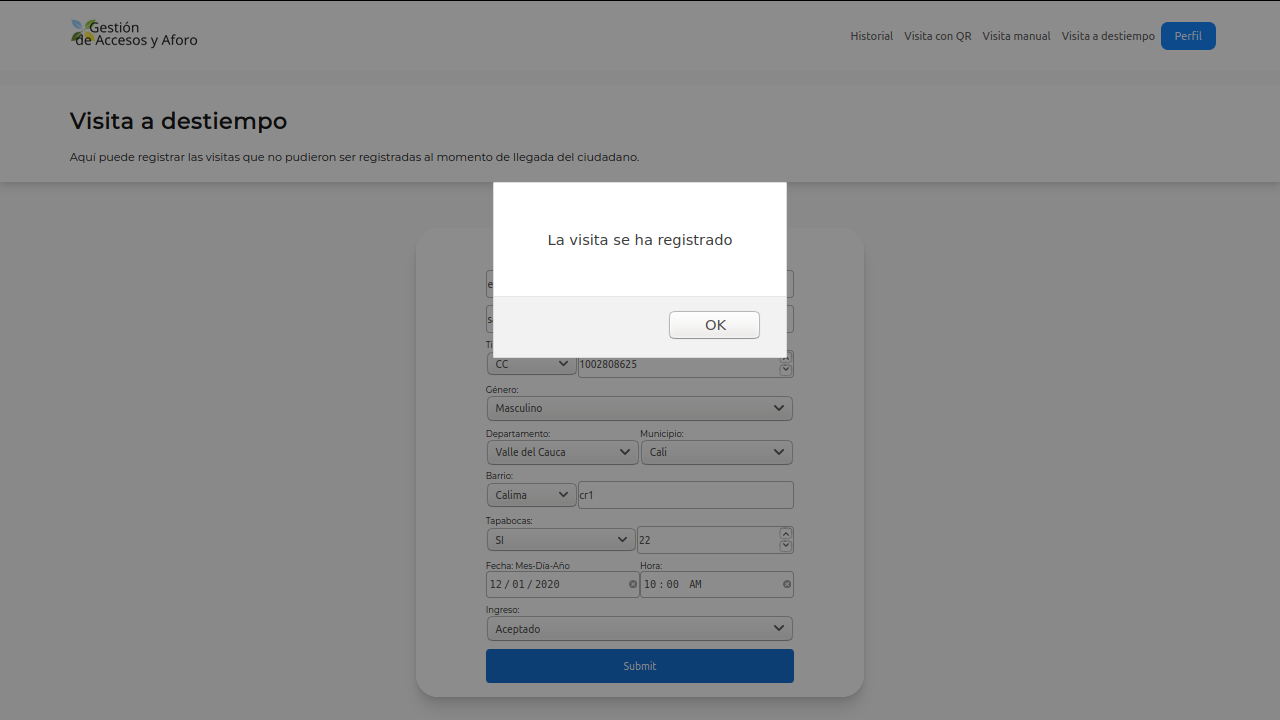 Gestión
de Accesos y Aforo
Historial Visita con QR Visita manual Visita a destiempo Perfil
Visita a destiempo
Aquí puede registrar las visitas que no pudieron ser registradas al momento de llegada del ciudadano.
La visita se ha registrado
OK
CC 1002808625
Género:
Masculino
Departamento: Municipio:
Valle del Cauca Cali
Barrio:
Calima cr1
Tapabocas:
SI 22
Fecha: Mes-Día-Año Hora:
12/01/2020 10:00 AM
Ingreso:
Aceptado
Submit